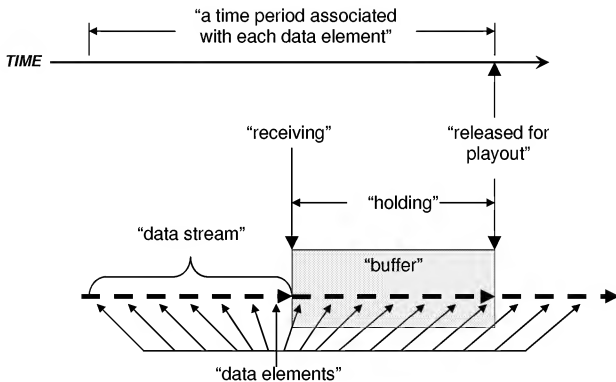 “a time period associated
with each data element”
TIME
“receiving”
“released for
playout”
“holding”
“data stream”
“buffer”
“data elements”